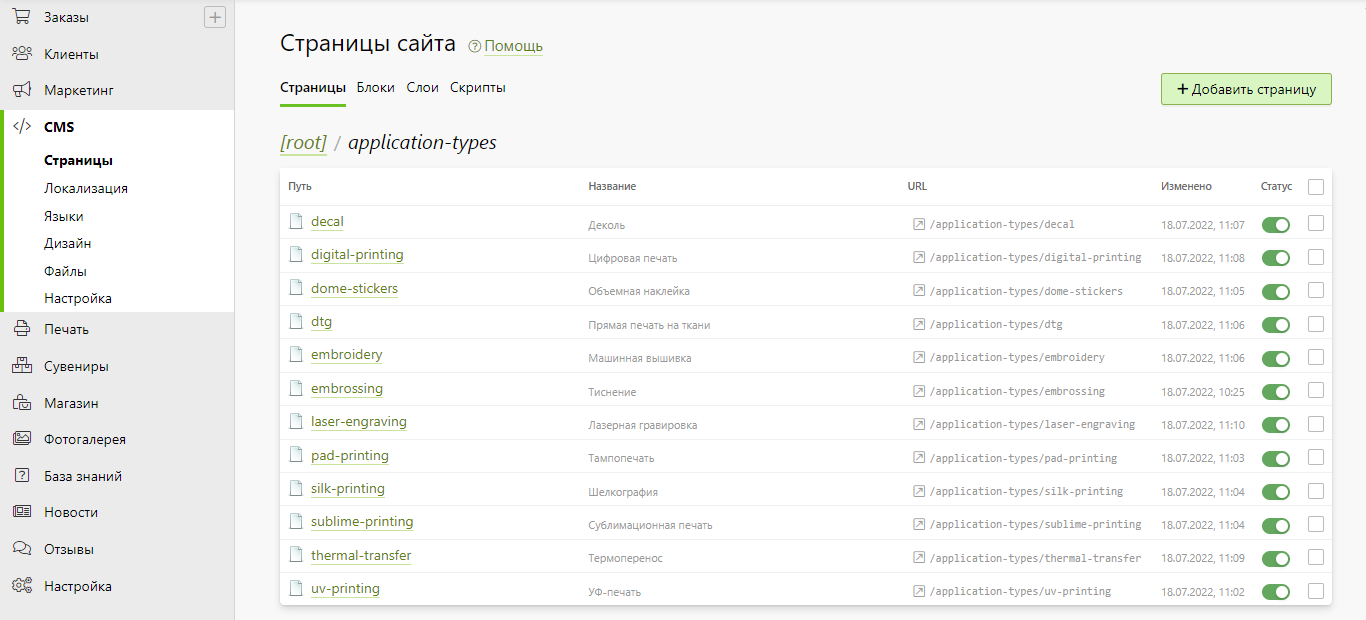 Заказы
Клиенты
Маркетинг
CMS
Страницы
Локализация
Языки
Дизайн
Файлы
Настройка
Печать
Сувениры
Магазин
Фотогалерея
База знаний
Новости
Отзывы
Настройка
Страницы сайта ? Помощь
Страницы Блоки Слои Скрипты
+ Добавить страницу
[root] / application-types
Путь Название URL Изменено Статус
decal Деколь /application-types/decal 18.07.2022, 11:07
digital-printing Цифровая печать /application-types/digital-printing 18.07.2022, 11:08
dome-stickers Объемная наклейка /application-types/dome-stickers 18.07.2022, 11:05
dtg Прямая печать на ткани /application-types/dtg 18.07.2022, 11:06
embroidery Машинная вышивка /application-types/embroidery 18.07.2022, 11:06
embrossing Тиснение /application-types/embrossing 18.07.2022, 10:25
laser-engraving Лазерная гравировка /application-types/laser-engraving 18.07.2022, 11:10
pad-printing Тампопечать /application-types/pad-printing 18.07.2022, 11:03
silk-printing Шелкография /application-types/silk-printing 18.07.2022, 11:04
sublime-printing Сублимационная печать /application-types/sublime-printing 18.07.2022, 11:04
thermal-transfer Термоперенос /application-types/thermal-transfer 18.07.2022, 11:09
uv-printing УФ-печать /application-types/uv-printing 18.07.2022, 11:02